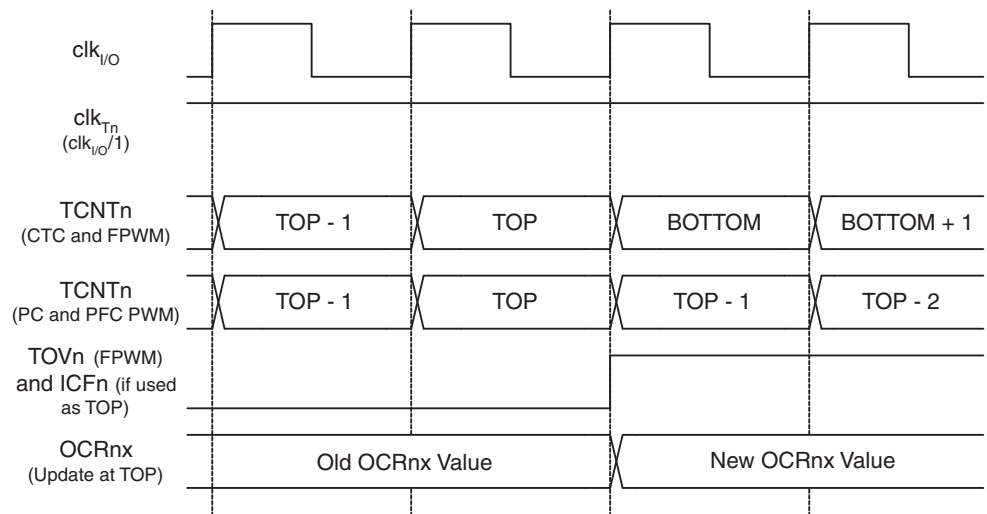 clkI/O
clkTn
(clkI/O/1)
TCNTn
(CTC and FPWM)
TOP - 1
TOP
BOTTOM
BOTTOM + 1
TCNTn
(PC and PFC PWM)
TOP - 1
TOP
TOP - 1
TOP - 2
TOVn (FPWM)
and ICFn (if used
as TOP)
OCRnx
(Update at TOP)
Old OCRnx Value
New OCRnx Value